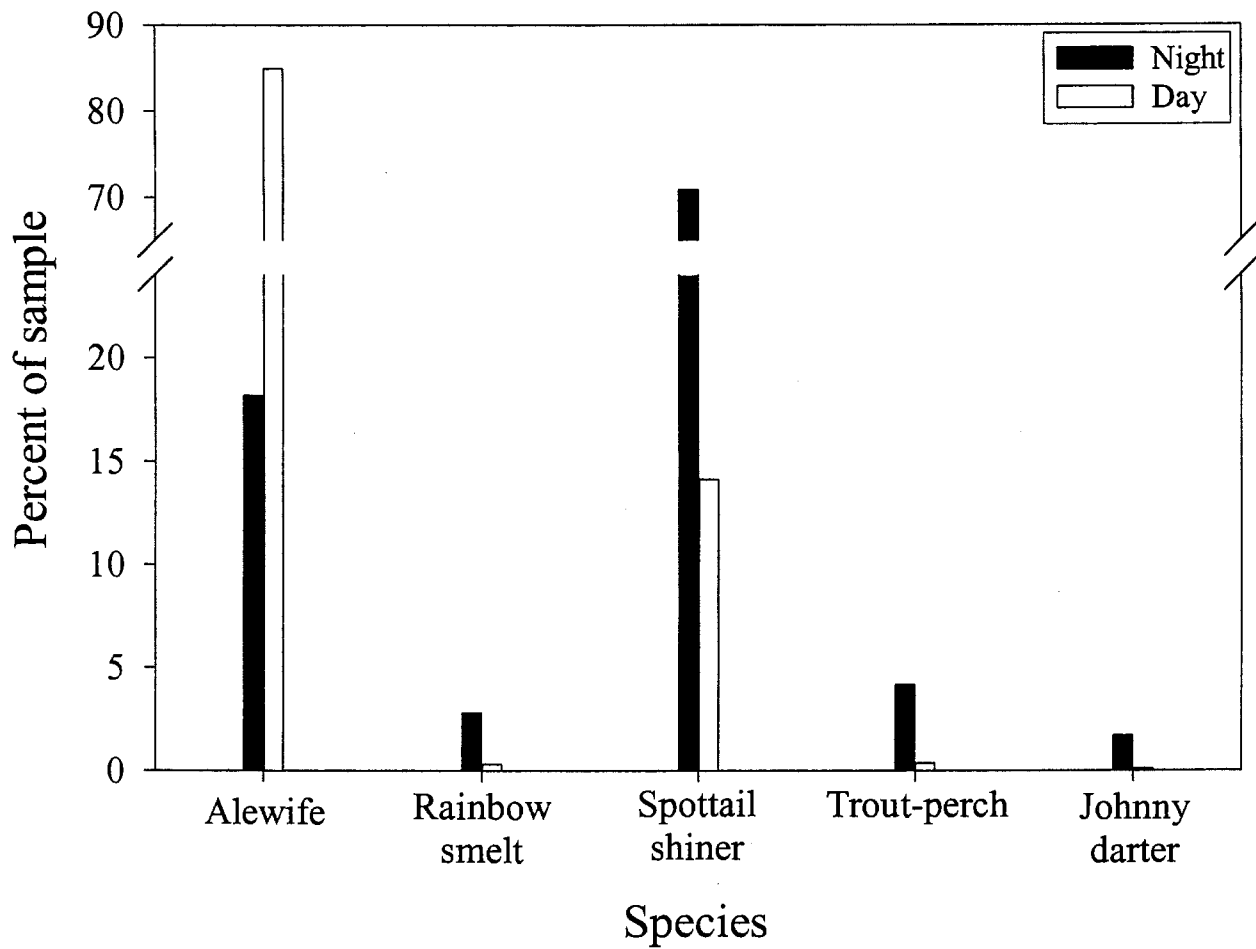 90
80
70
20
15
10
5
0
Percent of sample
Night
Day
Alewife
Rainbow
smelt
Spottail
shiner
Trout-perch
Johnny
darter
Species